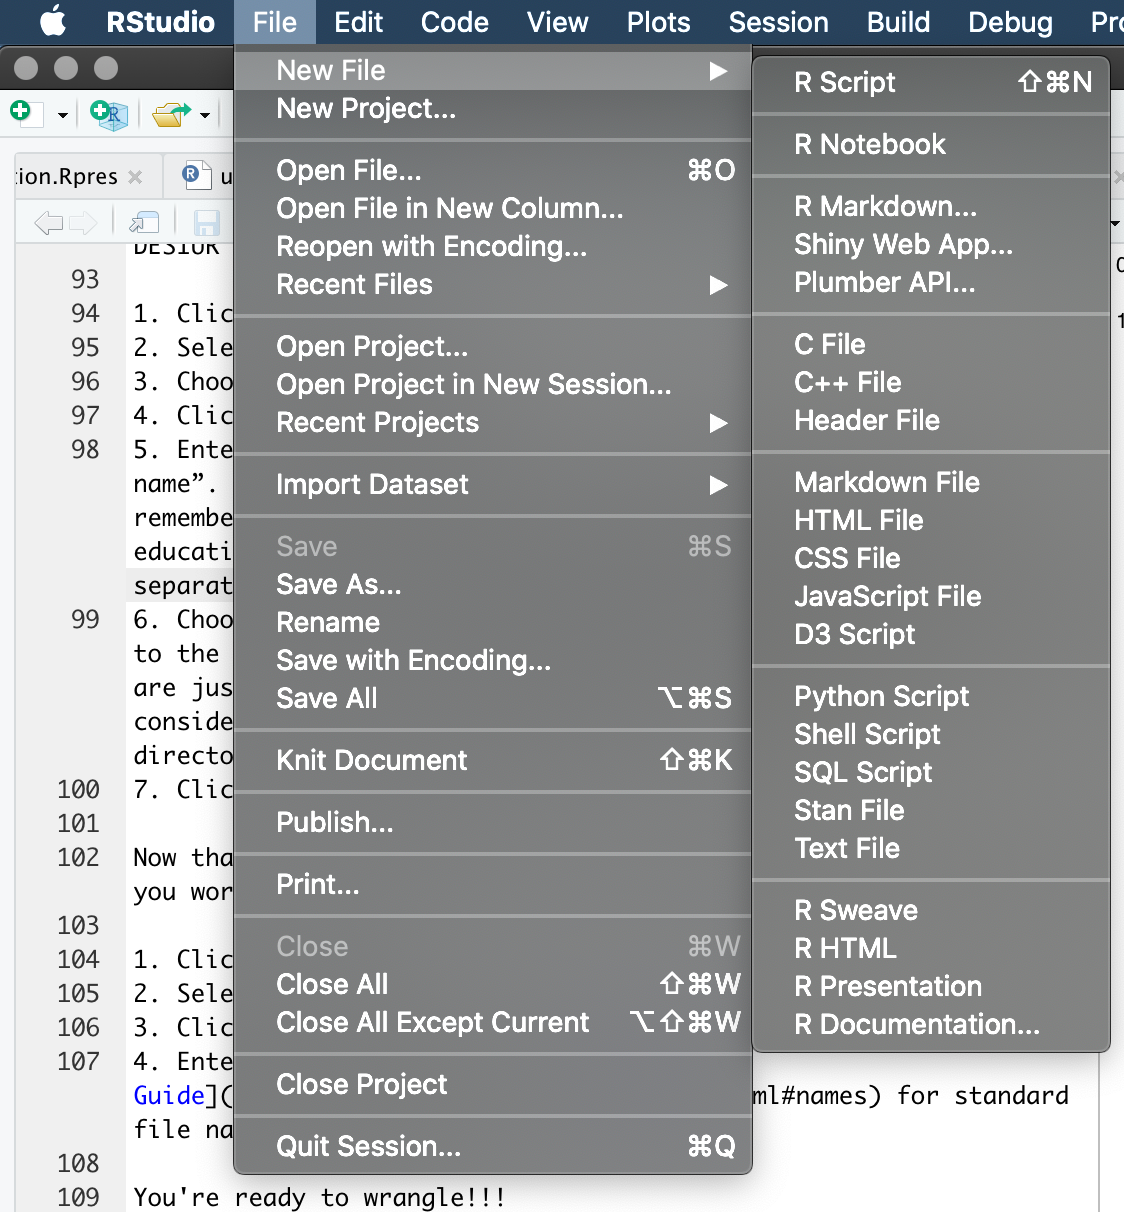 RStudio File Edit Code View Plots Session Build Debug
New File ▶
New Project...
Open File... ⌘O
Open File in New Column...
Reopen with Encoding...
Recent Files ▶
Open Project...
Open Project in New Session...
Recent Projects ▶
Import Dataset ▶
Save ⌘S
Save As...
Rename
Save with Encoding...
Save All ⌥⌘S
Knit Document ⇧⌘K
Publish...
Print...
Close ⌘W
Close All ⇧⌘W
Close All Except Current ⌥⇧⌘W
Close Project
Quit Session... ⌘Q
R Script ⇧⌘N
R Notebook
R Markdown...
Shiny Web App...
Plumber API...
C File
C++ File
Header File
Markdown File
HTML File
CSS File
JavaScript File
D3 Script
Python Script
Shell Script
SQL Script
Stan File
Text File
R Sweave
R HTML
R Presentation
R Documentation...
ion.Rpres
R u
93
94 1. Clic
95 2. Sele
96 3. Choo
97 4. Clic
98 5. Ente
name”.
remembe
educati
separat
99 6. Choo
to the
are jus
conside
directo
100 7. Clic
101
102 Now tha
you wor
103
104 1. Clic
105 2. Sele
106 3. Clic
107 4. Ente
Guide]( ml#names) for standard
file na
108
109 You're ready to wrangle!!!